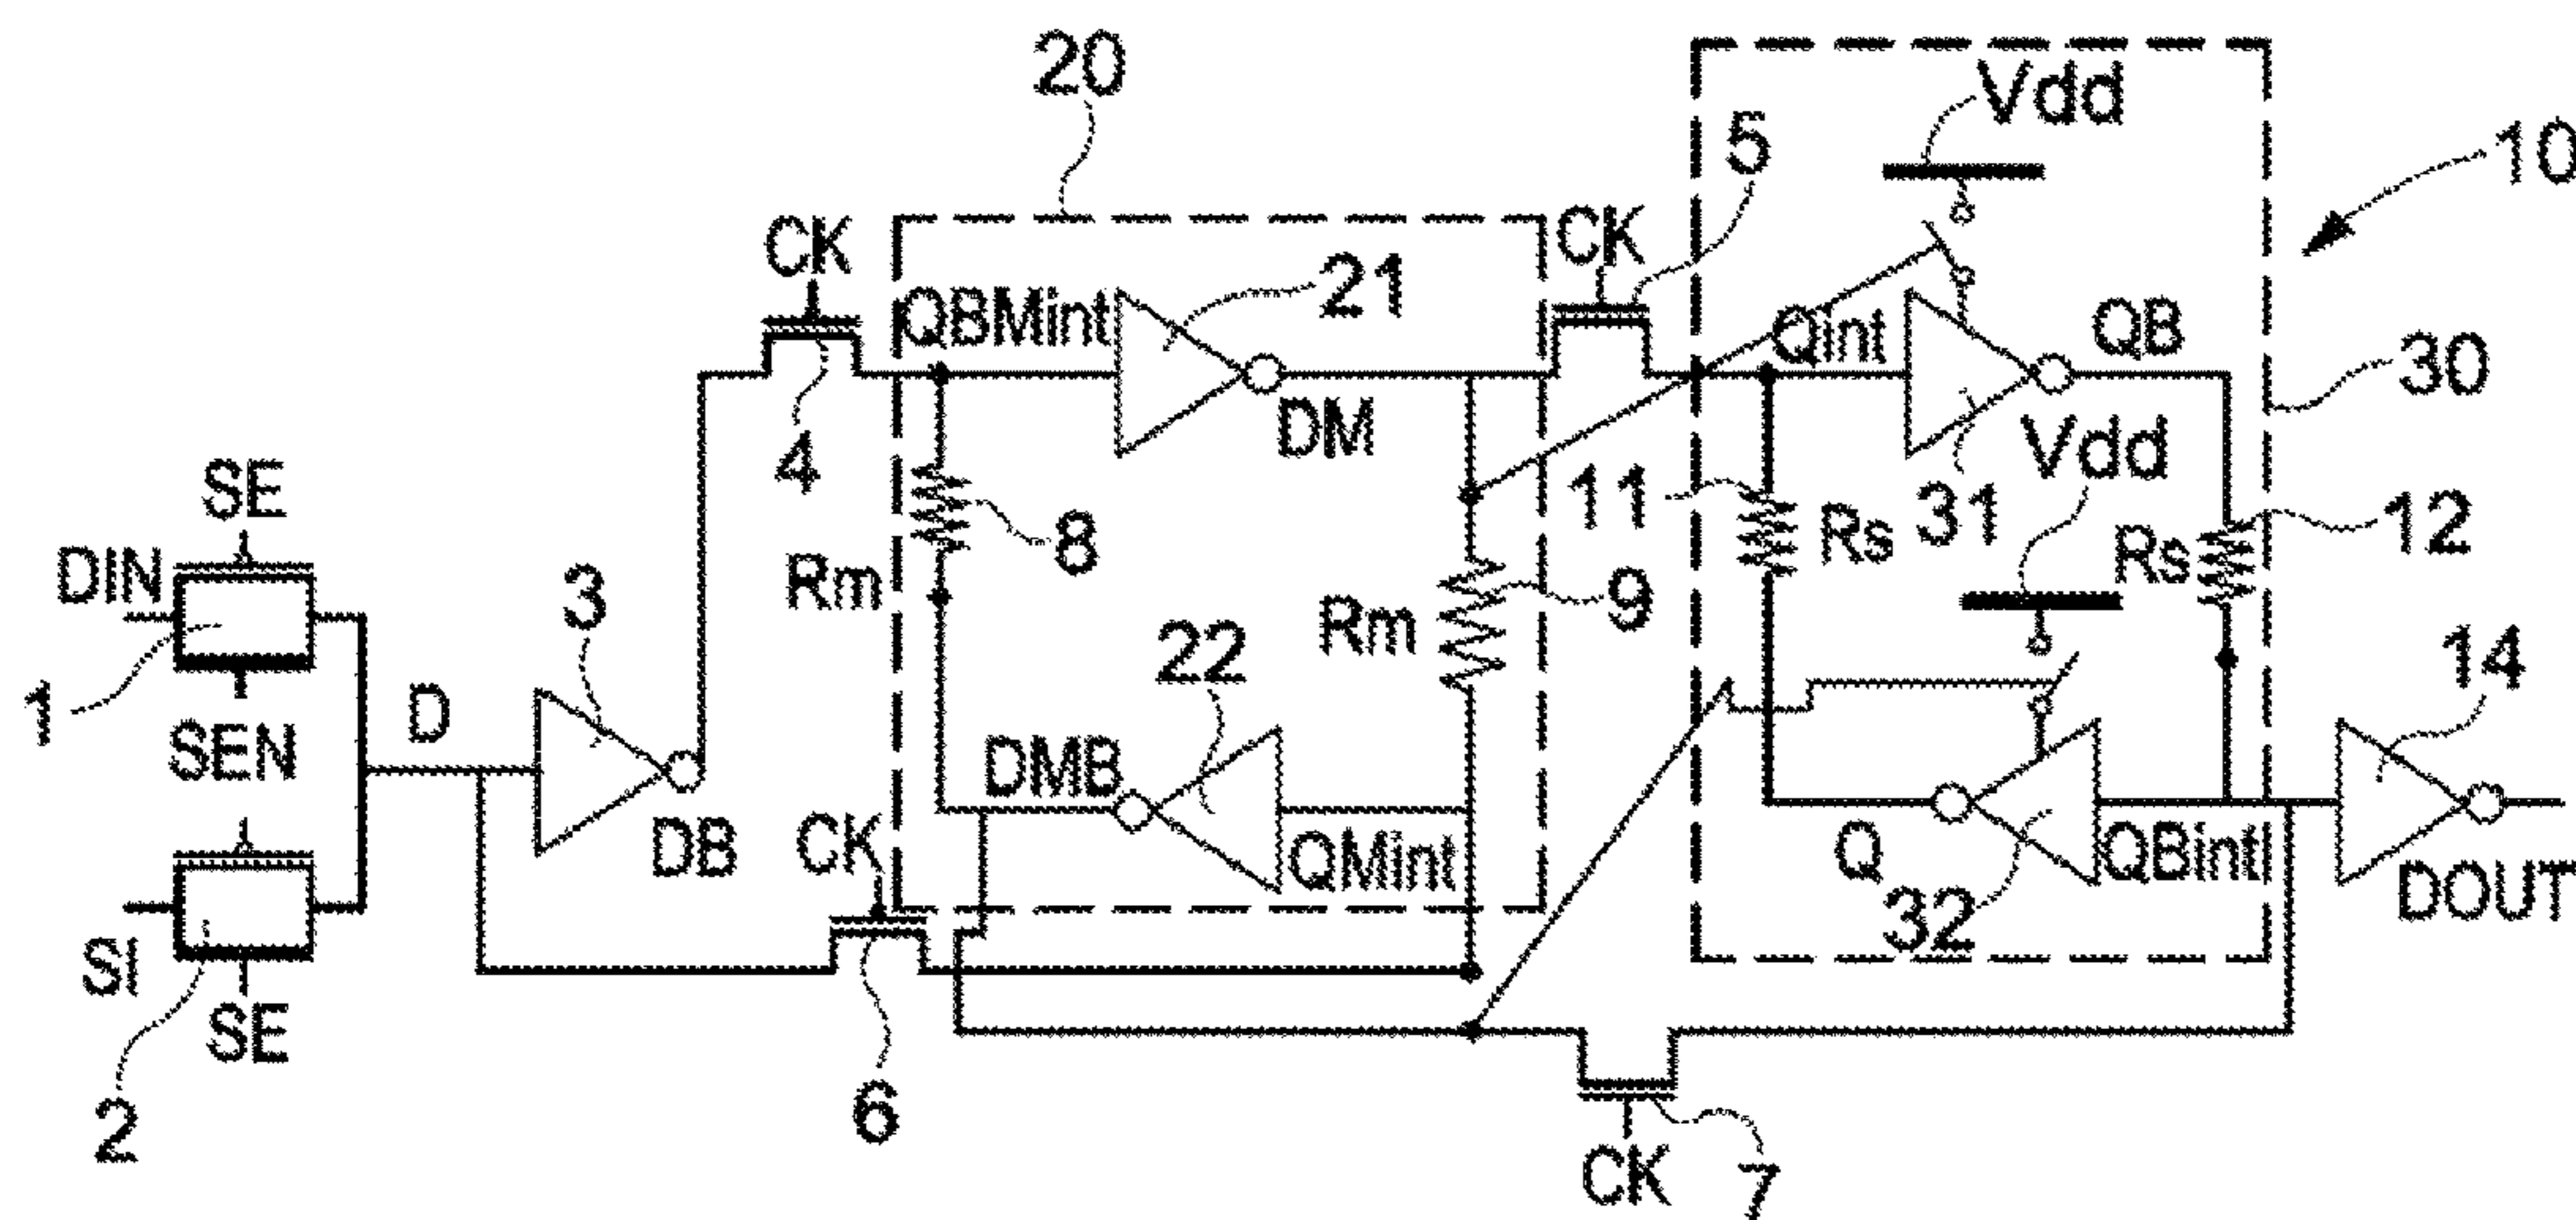 20
Vdd
5
10
CK
CK
QBMint
21
Qint
QB
30
DM
Vdd
4
SE
11
31
12
DIN
8
Rs
Rs
Rm
3
9
Rm
1
22
14
D
SEN
DMB
DB
CK
QMint
Q
QBint
32
DOUT
SI
SE
2
6
CK
7